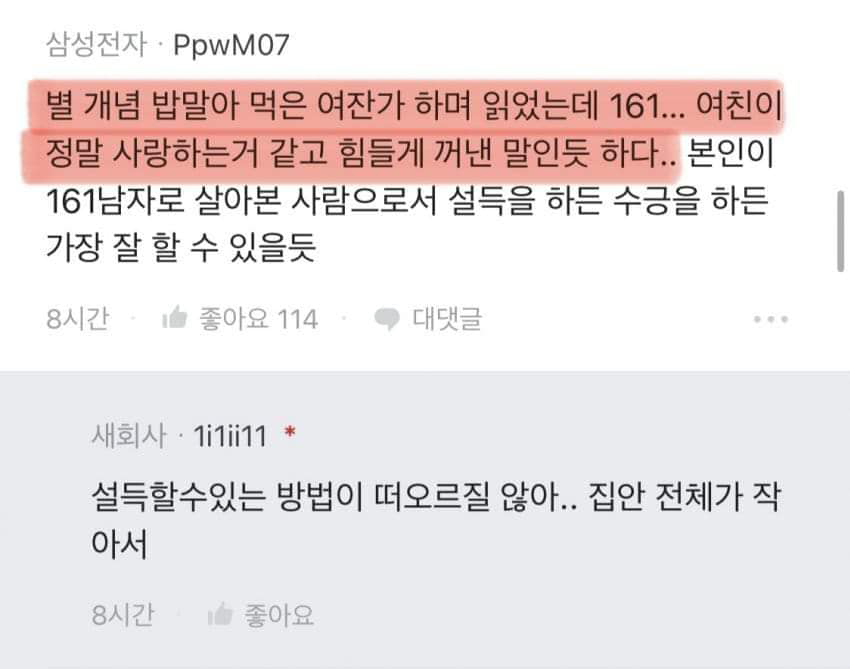 삼성전자 · PpwM07
별 개념 밥말아 먹은 여잔가 하며 읽었는데 161... 여친이
정말 사랑하는거 같고 힘들게 꺼낸 말인듯 하다.. 본인이
161남자로 살아본 사람으로서 설득을 하든 수긍을 하든
가장 잘 할 수 있을듯
8시간 · 좋아요 114 · 대댓글
새회사 · 1i1ii11 *
설득할수있는 방법이 떠오르질 않아.. 집안 전체가 작
아서
8시간 · 좋아요